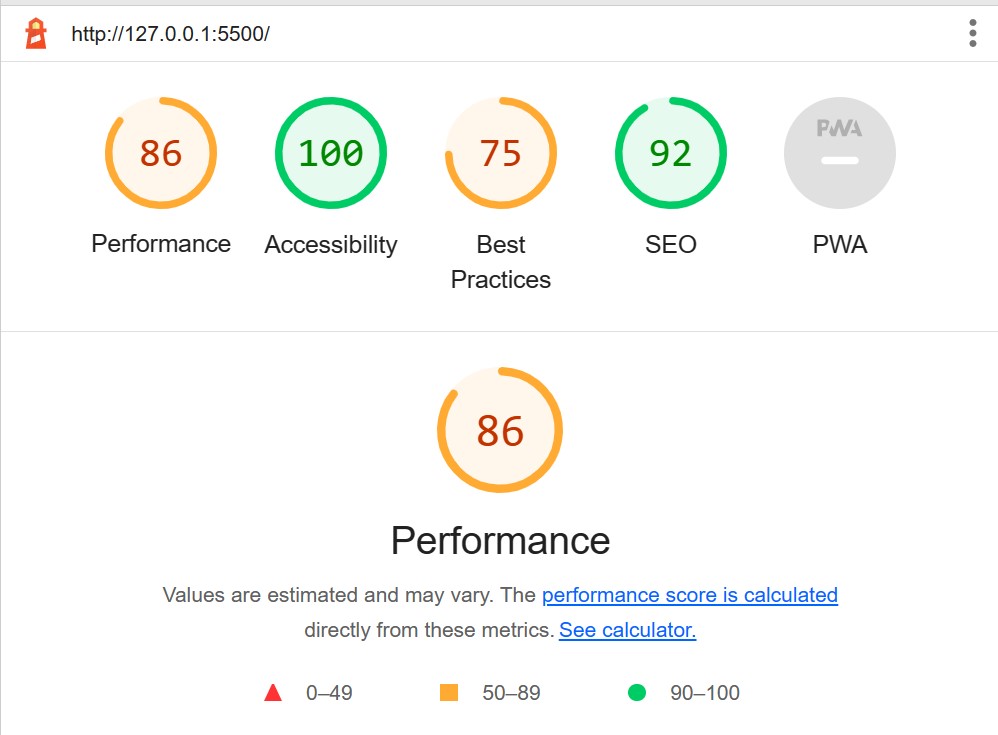 http://127.0.0.1:5500/
86
100
75
92
PWA
Performance
Accessibility
Best
Practices
SEO
PWA
86
Performance
Values are estimated and may vary. The performance score is calculated
directly from these metrics. See calculator.
0–49
50–89
90–100